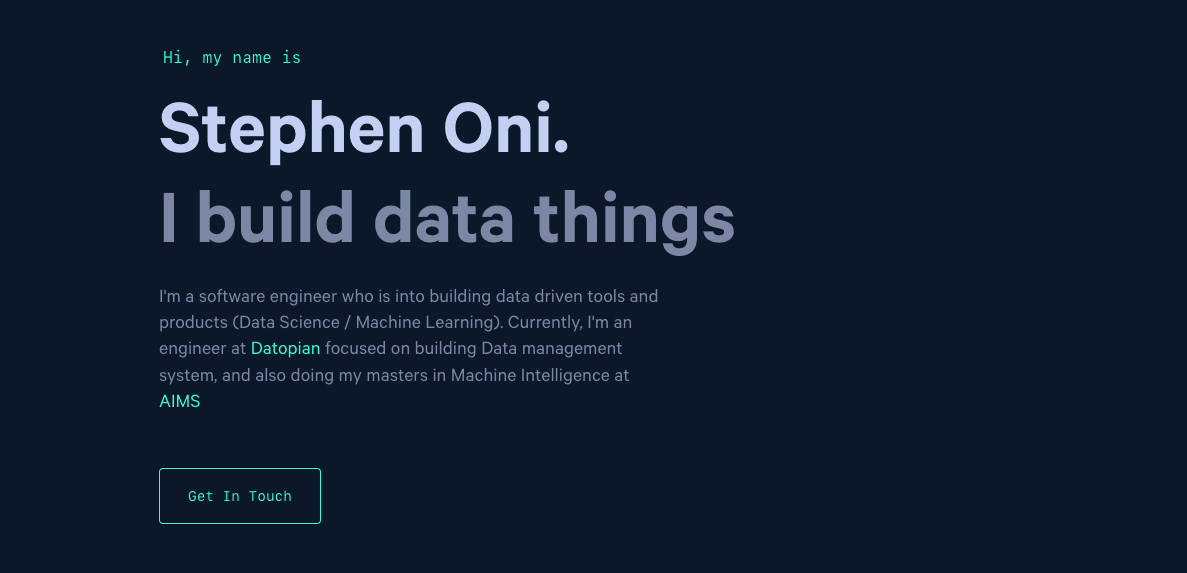 Hi, my name is
Stephen Oni.
I build data things
I'm a software engineer who is into building data driven tools and
products (Data Science / Machine Learning). Currently, I'm an
engineer at Datopian focused on building Data management
system, and also doing my masters in Machine Intelligence at
AIMS
Get In Touch